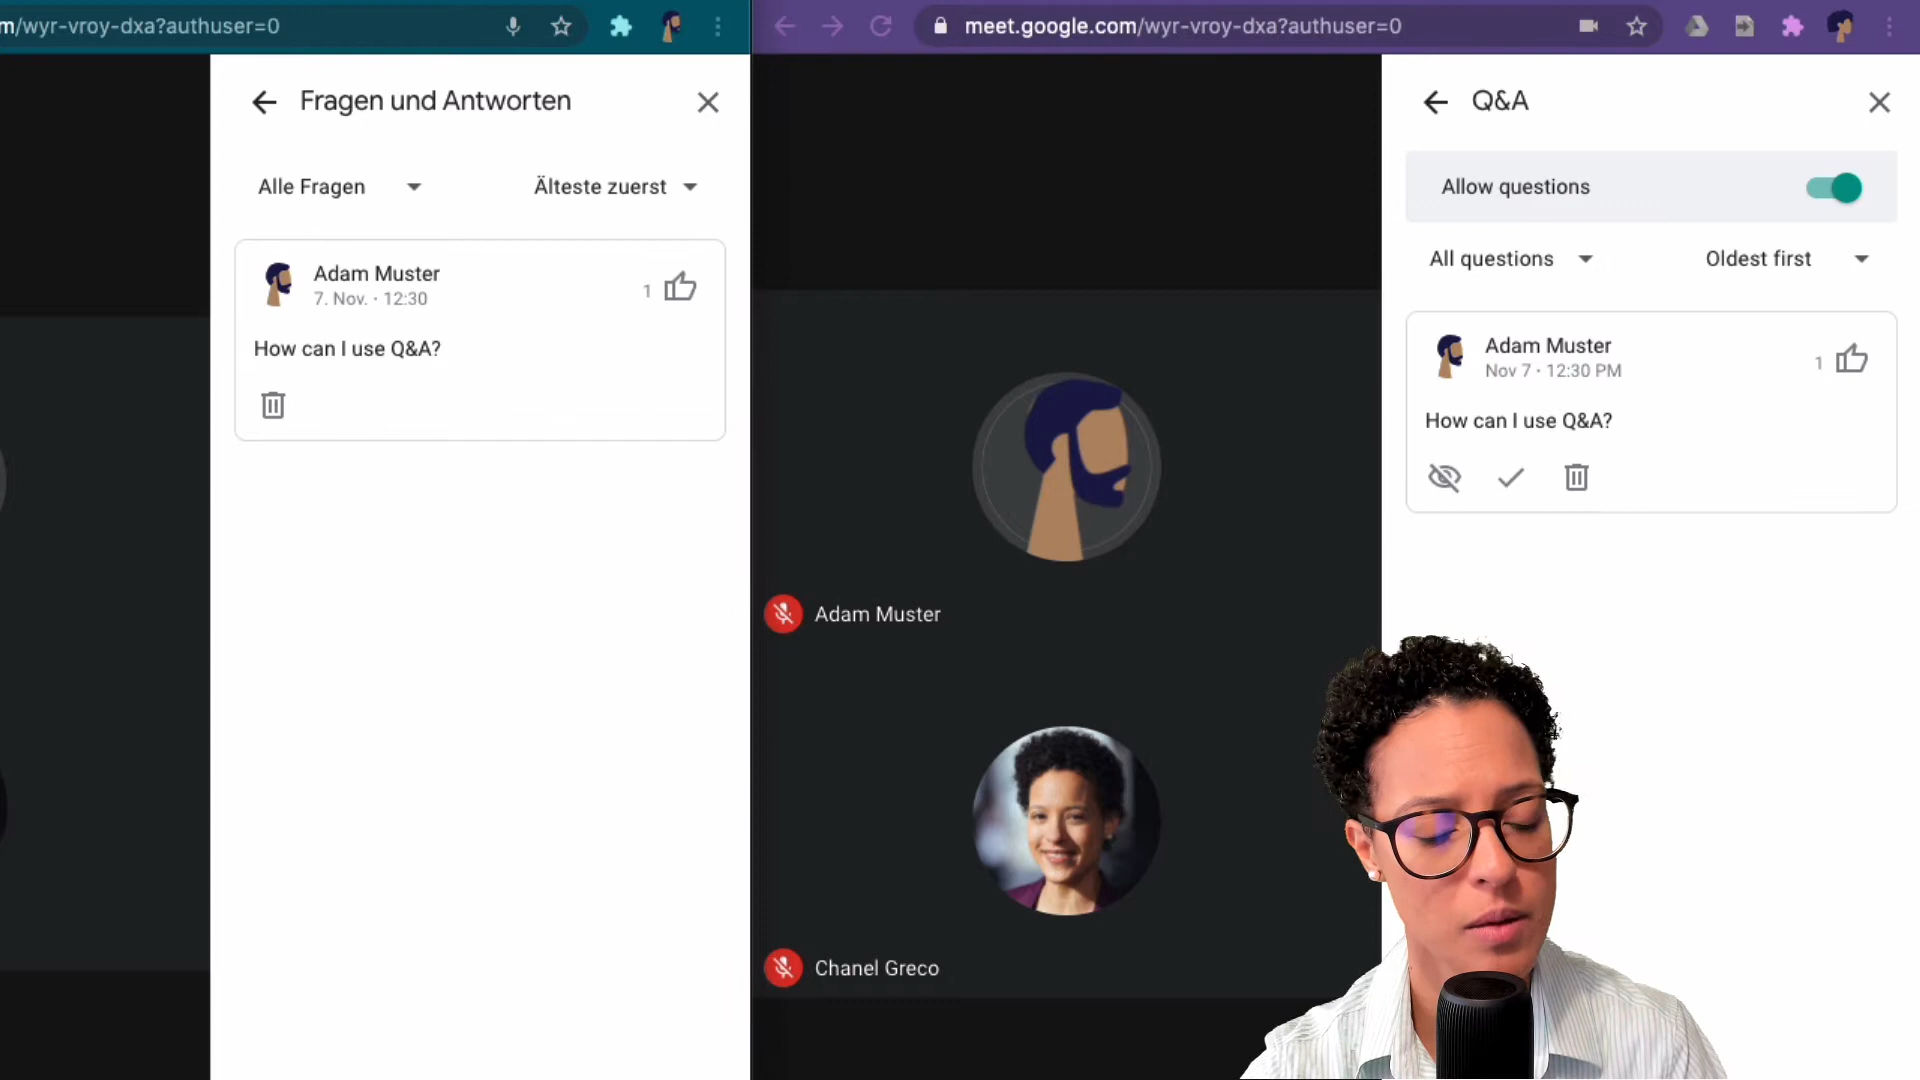 m/wyr-vroy-dxa?authuser=0
meet.google.com/wyr-vroy-dxa?authuser=0
Fragen und Antworten
Alle Fragen
Älteste zuerst
Adam Muster
7. Nov. · 12:30
1
How can I use Q&A?
Adam Muster
Chanel Greco
Q&A
Allow questions
All questions
Oldest first
Adam Muster
Nov 7 · 12:30 PM
1
How can I use Q&A?